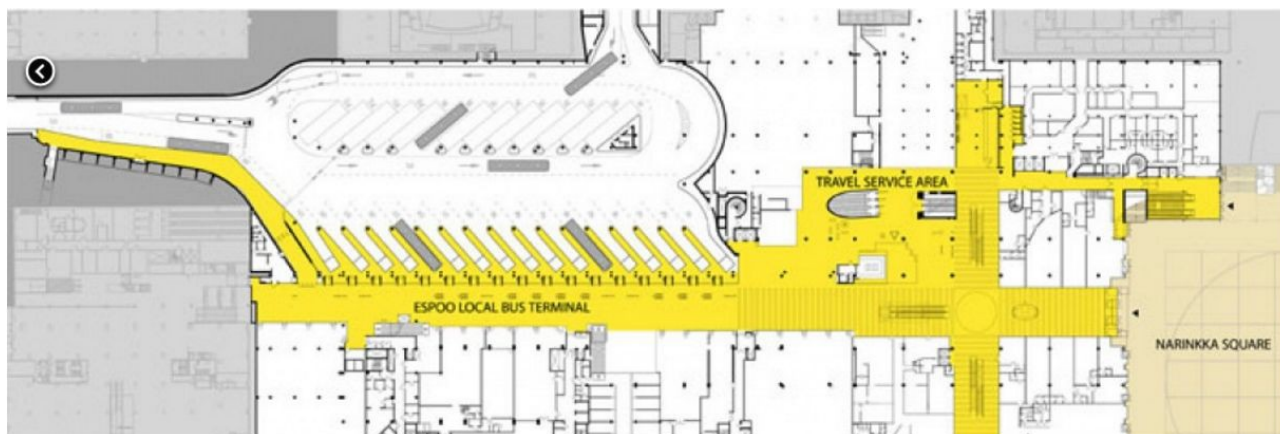 TRAVEL SERVICE AREA
ESPOO LOCAL BUS TERMINAL
NARINKKA SQUARE